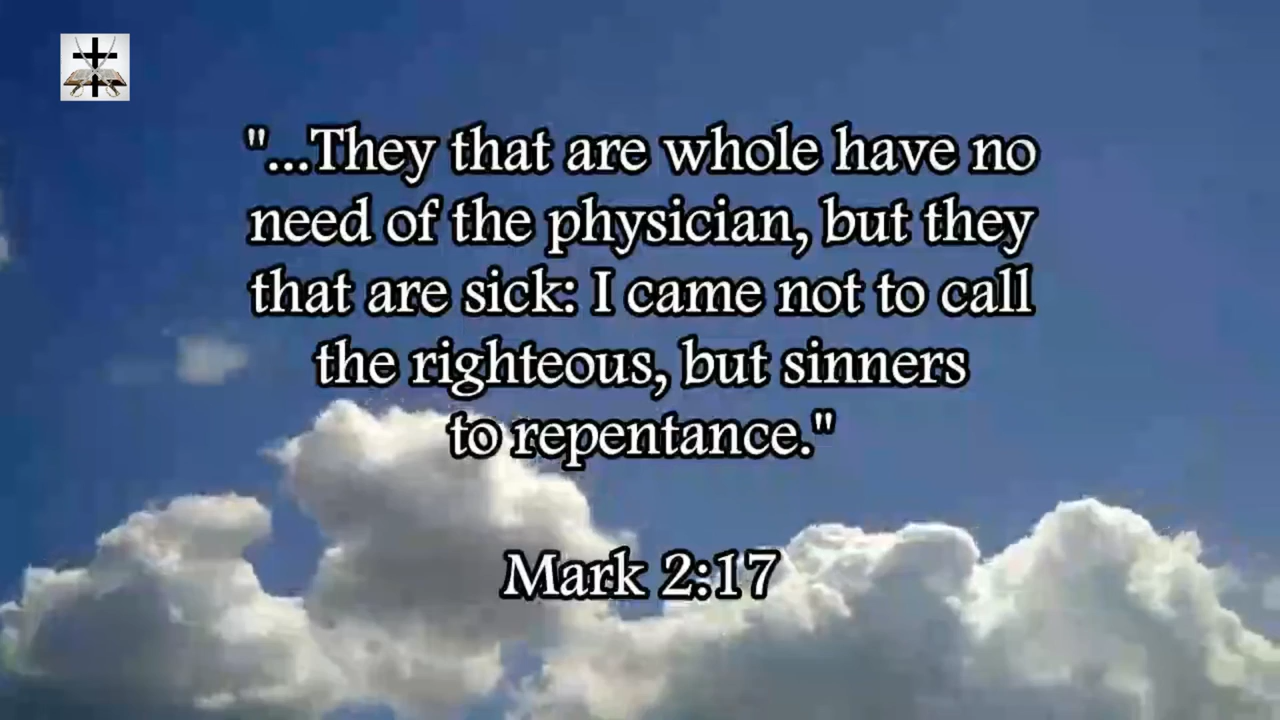 "...They that are whole have no
need of the physician, but they
that are sick: I came not to call
the righteous, but sinners
to repentance."
Mark 2:17